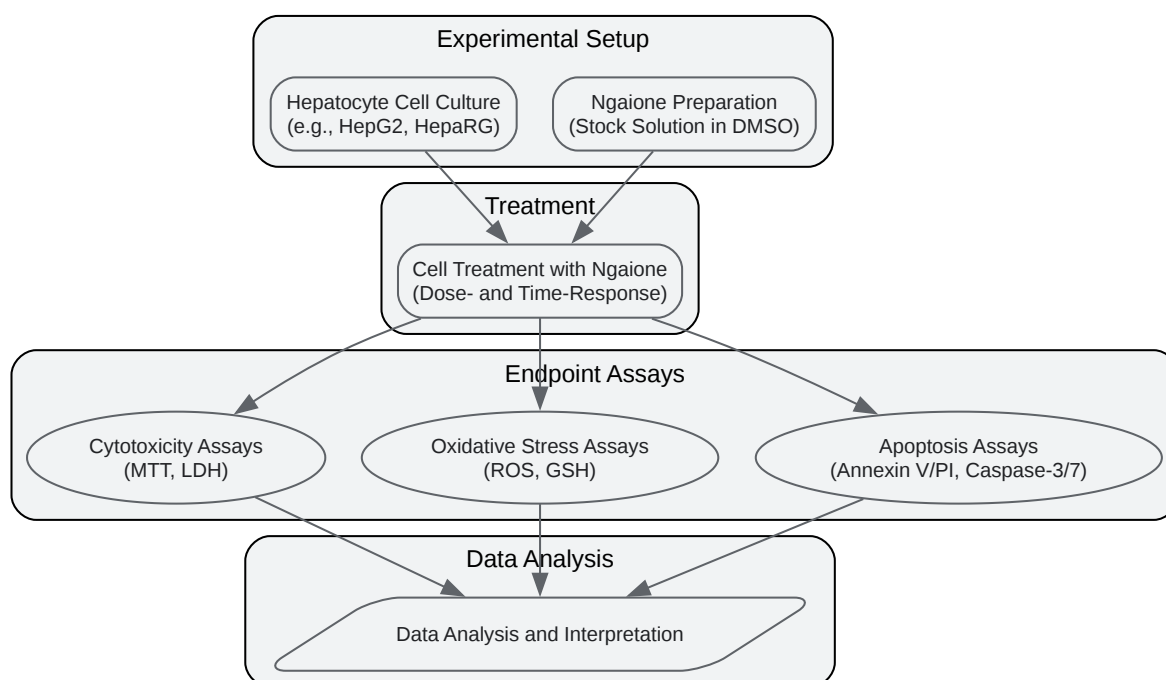 Experimental Setup
Hepatocyte Cell Culture
(e.g., HepG2, HepaRG)
Ngaione Preparation
(Stock Solution in DMSO)
Treatment
Cell Treatment with Ngaione
(Dose- and Time-Response)
Endpoint Assays
Cytotoxicity Assays
(MTT, LDH)
Oxidative Stress Assays
(ROS, GSH)
Apoptosis Assays
(Annexin V/PI, Caspase-3/7)
Data Analysis
Data Analysis and Interpretation